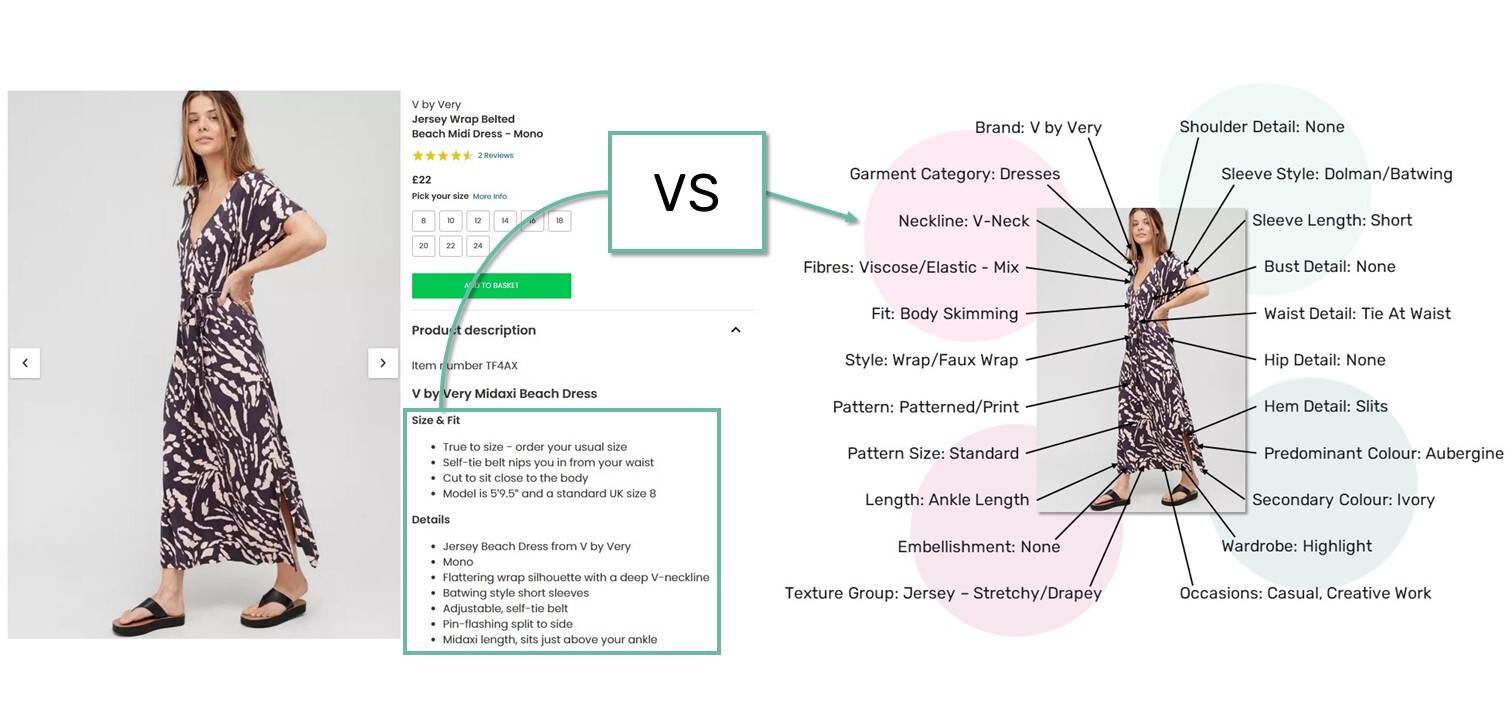 V by Very
Jersey Wrap Belted
Beach Midi Dress - Mono
2 Reviews
£22
Pick your size More Info
8 10 12 14 16 18
20 22 24
ADD TO BASKET
Product description
Item number TF4AX
V by Very Midaxi Beach Dress
Size & Fit
• True to size - order your usual size
• Self-tie belt nips you in from your waist
• Cut to sit close to the body
• Model is 5'9.5" and a standard UK size 8
Details
• Jersey Beach Dress from V by Very
• Mono
• Flattering wrap silhouette with a deep V-neckline
• Batwing style short sleeves
• Adjustable, self-tie belt
• Pin-flashing split to side
• Midaxi length, sits just above your ankle
VS
Brand: V by Very
Garment Category: Dresses
Neckline: V-Neck
Fibres: Viscose/Elastic - Mix
Fit: Body Skimming
Style: Wrap/Faux Wrap
Pattern: Patterned/Print
Pattern Size: Standard
Length: Ankle Length
Embellishment: None
Texture Group: Jersey – Stretchy/Drapey
Shoulder Detail: None
Sleeve Style: Dolman/Batwing
Sleeve Length: Short
Bust Detail: None
Waist Detail: Tie At Waist
Hip Detail: None
Hem Detail: Slits
Predominant Colour: Aubergine
Secondary Colour: Ivory
Wardrobe: Highlight
Occasions: Casual, Creative Work